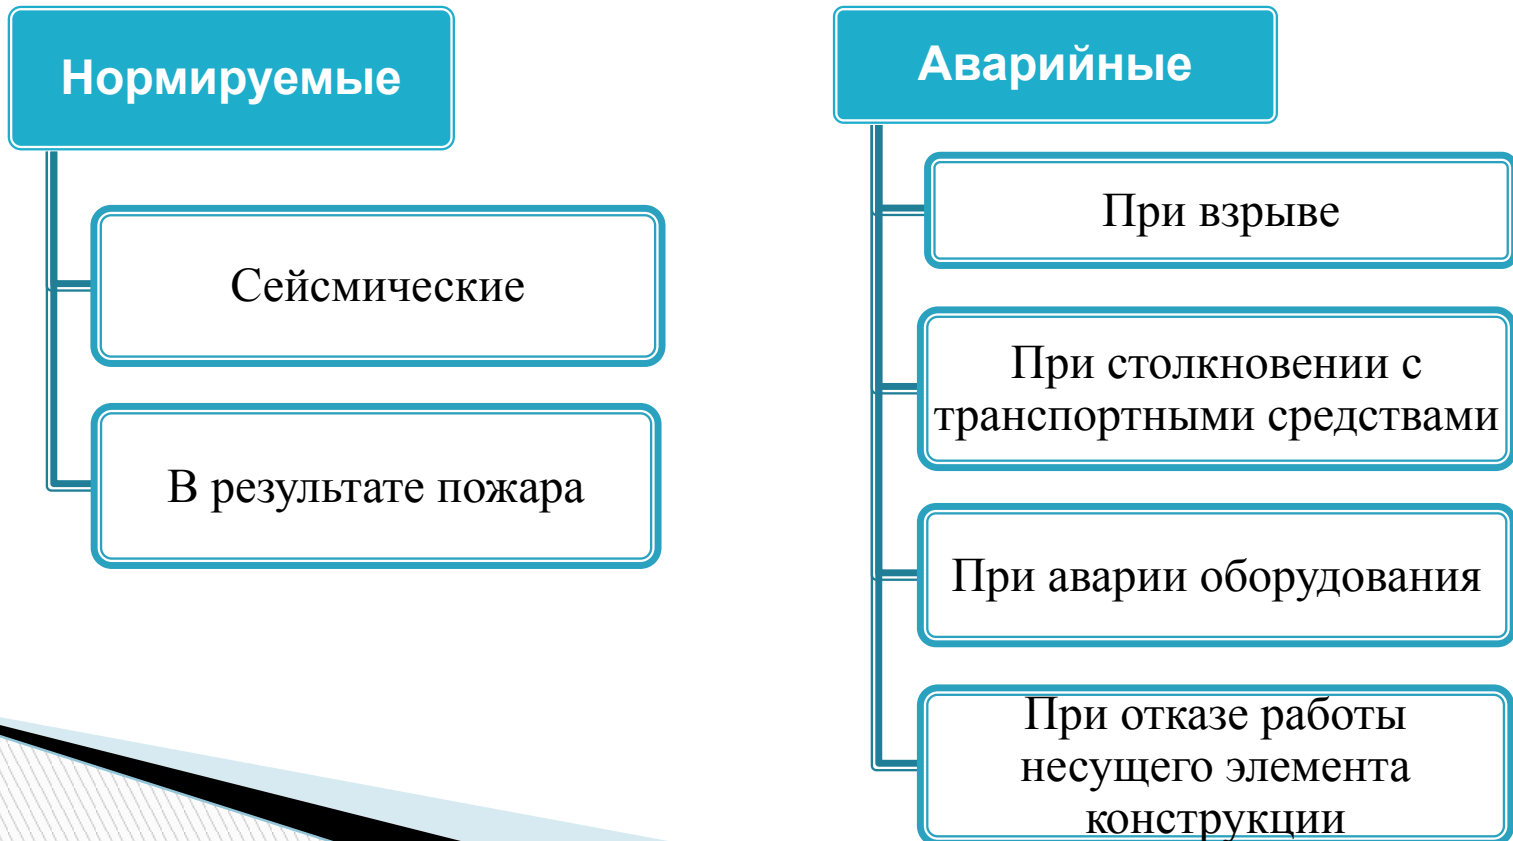 Нормируемые
Сейсмические
В результате пожара
Аварийные
При взрыве
При столкновении с
транспортными средствами
При аварии оборудования
При отказе работы
несущего элемента
конструкции